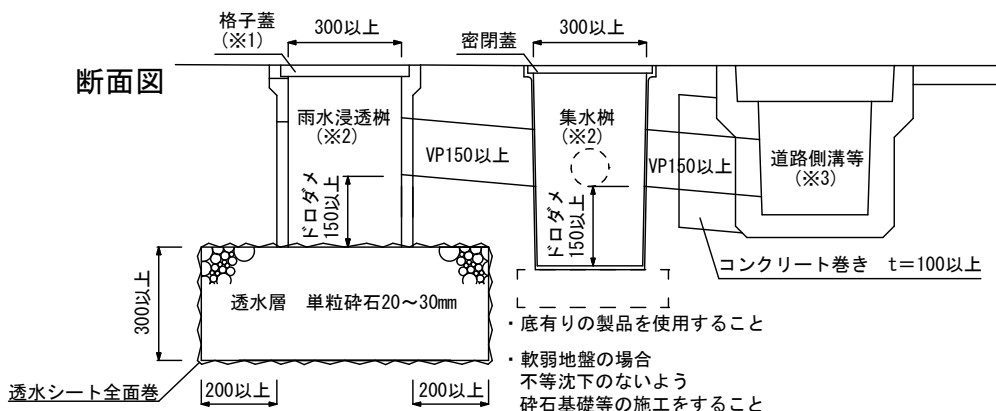 断面図
格子蓋
(※1)
300以上
密閉蓋
300以上
雨水浸透桝
(※2)
VP150以上
ドロダメ
150以上
集水桝
(※2)
ドロダメ
150以上
VP150以上
道路側溝等
(※3)
コンクリート巻き t=100以上
300以上
透水層 単粒砕石20~30mm
透水シート全面巻
200以上
200以上
・底有りの製品を使用すること
・軟弱地盤の場合
不等沈下のないよう
砕石基礎等の施工をすること